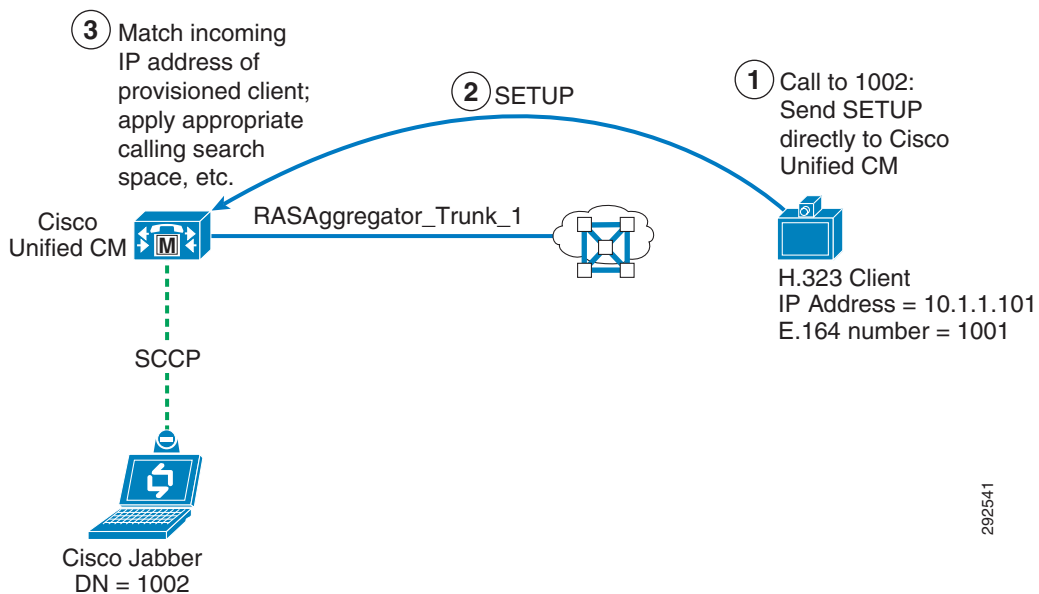 3 Match incoming
IP address of
provisioned client;
apply appropriate
calling search
space, etc.
2 SETUP
1 Call to 1002:
Send SETUP
directly to Cisco
Unified CM
Cisco
Unified CM
M
RASAggregator_Trunk_1
H.323 Client
IP Address = 10.1.1.101
E.164 number = 1001
SCCP
Cisco Jabber
DN = 1002
292541